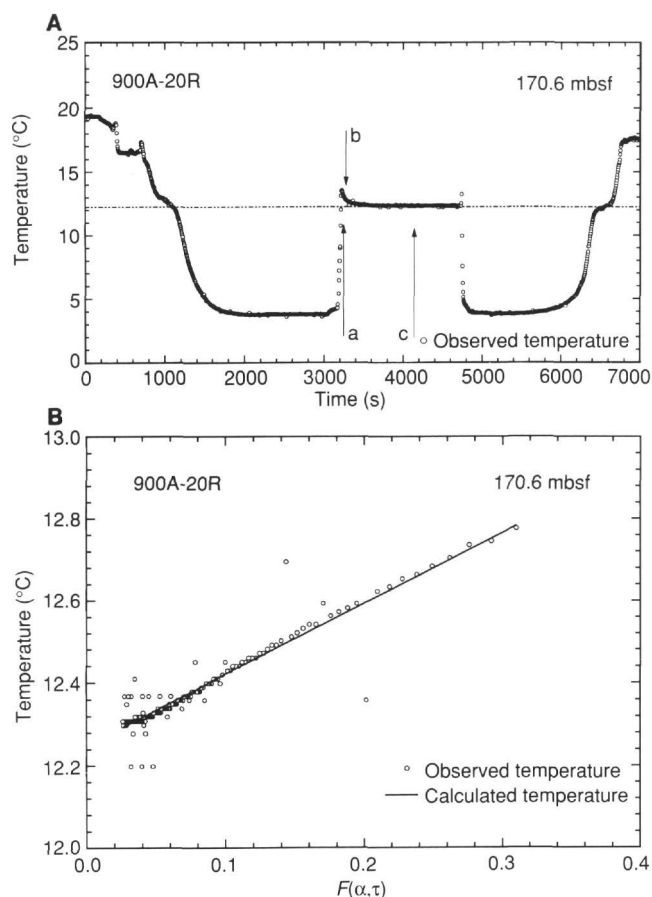 A
25
20
15
10
5
0
Temperature (°C)
900A-20R
170.6 mbsf
b
a
c
Observed temperature
0
1000
2000
3000
4000
5000
6000
7000
Time (s)
B
13.0
12.8
12.6
12.4
12.2
12.0
Temperature (°C)
900A-20R
170.6 mbsf
Observed temperature
Calculated temperature
0.0
0.1
0.2
0.3
0.4
F(α,τ)